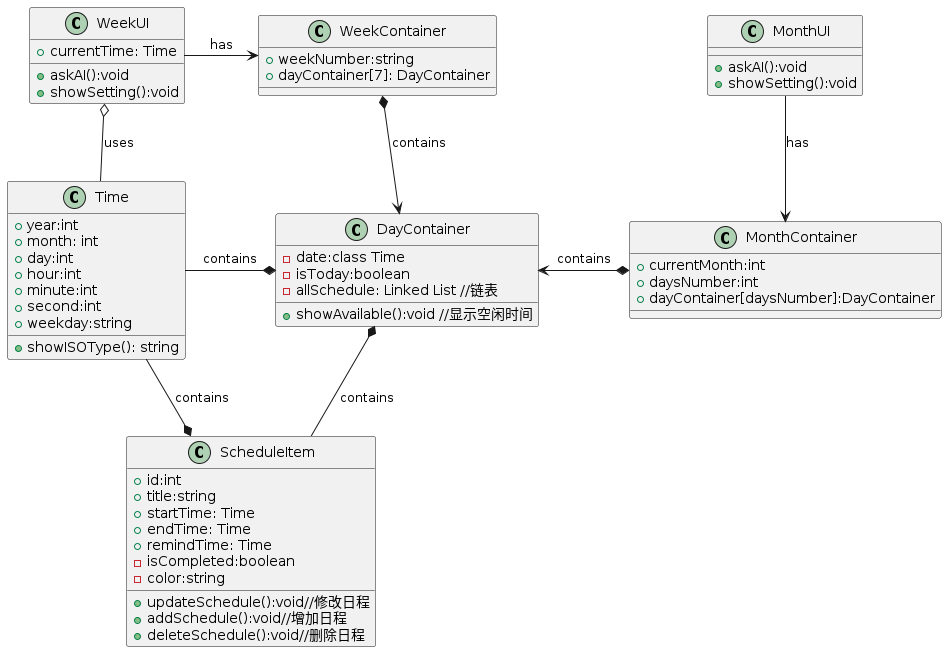 C WeekUI
currentTime: Time
askAI():void
showSetting():void
has
C WeekContainer
weekNumber:string
dayContainer[7]: DayContainer
C MonthUI
askAI():void
showSetting():void
uses
contains
has
C Time
year:int
month: int
day:int
hour:int
minute:int
second:int
weekday:string
showISOType(): string
contains
C DayContainer
date:class Time
isToday:boolean
allSchedule: Linked List //链表
showAvailable():void //显示空闲时间
contains
C MonthContainer
currentMonth:int
daysNumber:int
dayContainer[daysNumber]:DayContainer
contains
contains
C ScheduleItem
id:int
title:string
startTime: Time
endTime: Time
remindTime: Time
isCompleted:boolean
color:string
updateSchedule():void//修改日程
addSchedule():void//增加日程
deleteSchedule():void//删除日程